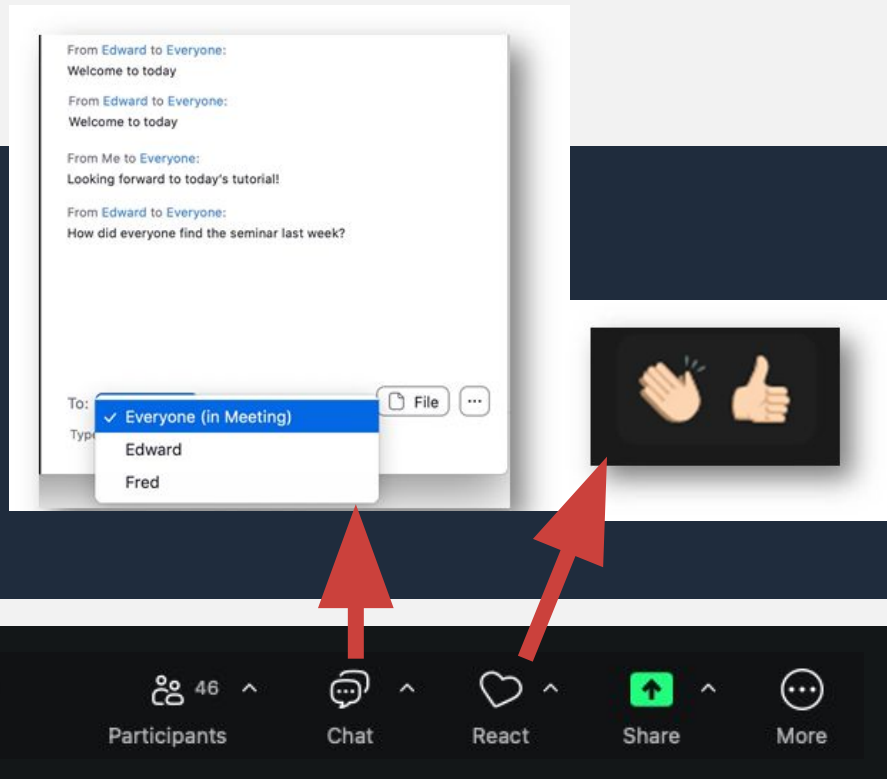 From Edward to Everyone:
Welcome to today
From Edward to Everyone:
Welcome to today
From Me to Everyone:
Looking forward to today's tutorial!
From Edward to Everyone:
How did everyone find the seminar last week?
To:
✓ Everyone (in Meeting)
File
...
Edward
Fred
46
Participants
Chat
React
Share
More